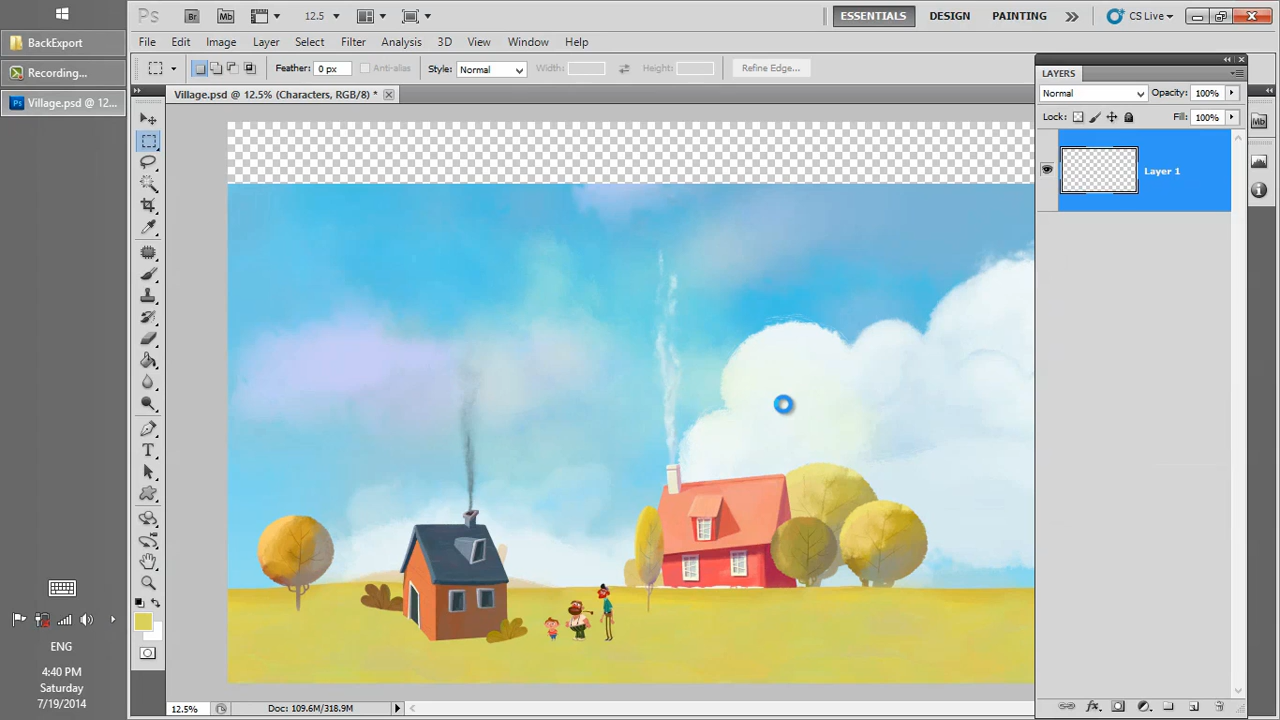 BackExport
Recording...
Village.psd @ 12...
ENG
4:40 PM
Saturday
7/19/2014
Ps Br Mb 12.5 ESSENTIALS DESIGN PAINTING CS Live
File Edit Image Layer Select Filter Analysis 3D View Window Help
Feather: 0 px Anti-alias Style: Normal Width: Height: Refine Edge...
Village.psd @ 12.5% (Characters, RGB/8) *
LAYERS
Normal Opacity: 100%
Lock: Fill: 100%
Layer 1
Mb
12.5% Doc: 109.6M/318.9M